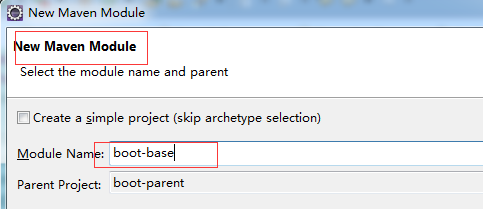 New Maven Module
New Maven Module
Select the module name and parent
Create a simple project (skip archetype selection)
Module Name: boot-base
Parent Project: boot-parent